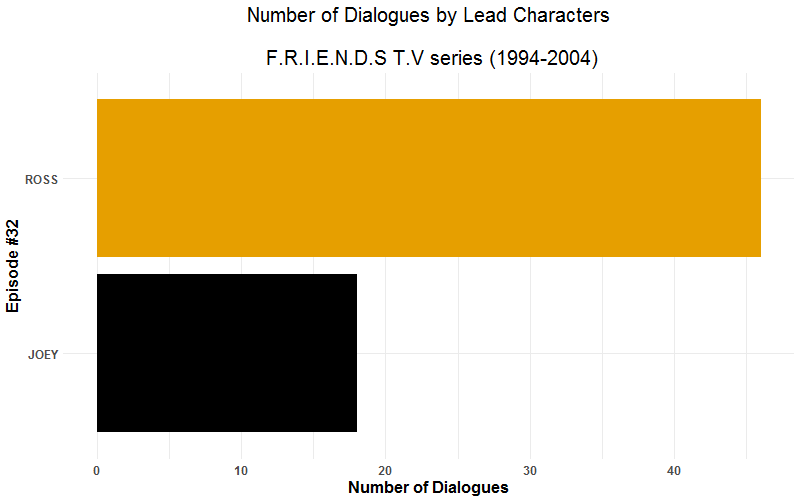 Number of Dialogues by Lead Characters
F.R.I.E.N.D.S T.V series (1994-2004)
Episode #32
ROSS
JOEY
0 10 20 30 40
Number of Dialogues